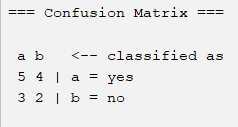 === Confusion Matrix ===
a b <-- classified as
5 4 | a = yes
3 2 | b = no